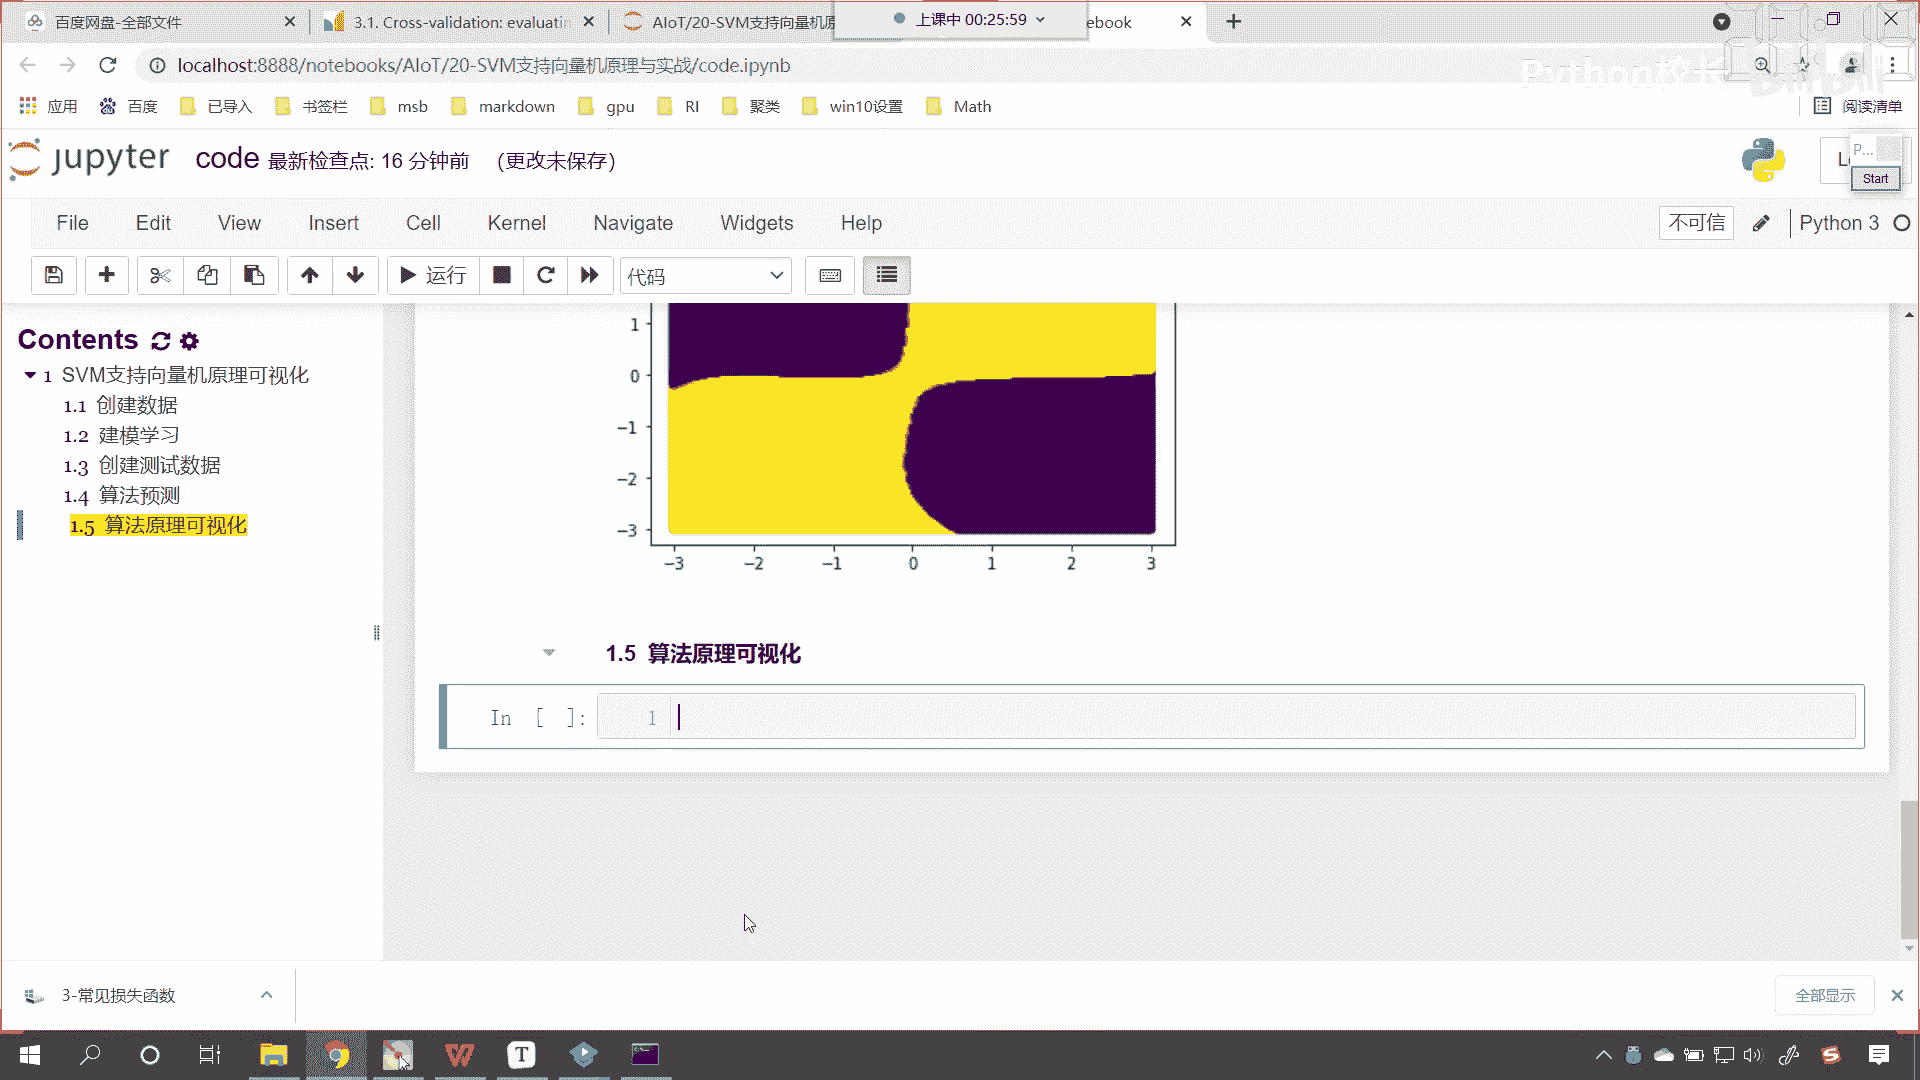 百度网盘-全部文件
3.1. Cross-validation: evaluatin
AIoT/20-SVM支持向量机原
上课中 00:25:59
ebook
localhost:8888/notebooks/AIoT/20-SVM支持向量机原理与实战/code.ipynb
Python校长
bilibili
应用
百度
已导入
书签栏
msb
markdown
gpu
RI
聚类
win10设置
Math
阅读清单
jupyter
code 最新检查点: 16 分钟前 (更改未保存)
P...
Start
File
Edit
View
Insert
Cell
Kernel
Navigate
Widgets
Help
不可信
Python 3
运行
代码
Contents
1 SVM支持向量机原理可视化
1.1 创建数据
1.2 建模学习
1.3 创建测试数据
1.4 算法预测
1.5 算法原理可视化
1
0
−1
−2
−3
−3 −2 −1 0 1 2 3
1.5 算法原理可视化
In [ ]:
1
3-常见损失函数
全部显示